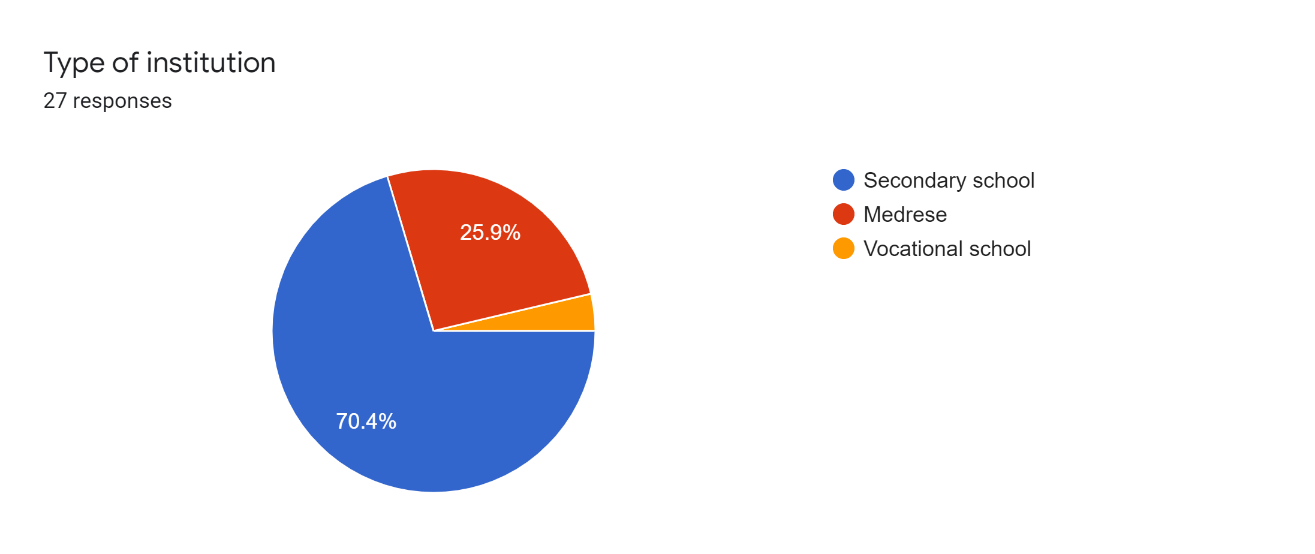 Type of institution
27 responses
25.9%
70.4%
Secondary school
Medrese
Vocational school